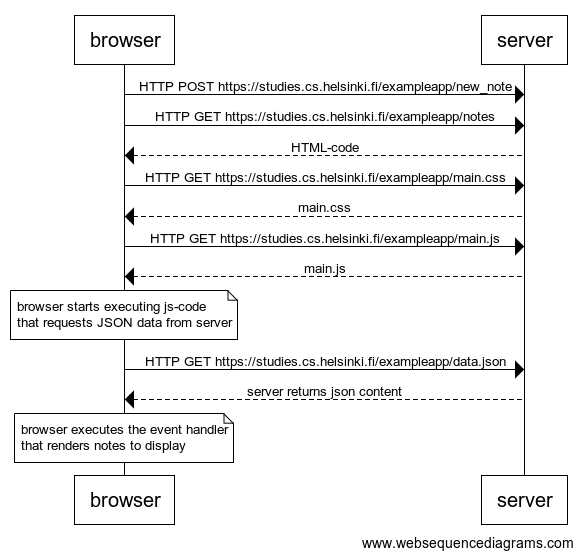 browser
server
HTTP POST https://studies.cs.helsinki.fi/exampleapp/new_note
HTTP GET https://studies.cs.helsinki.fi/exampleapp/notes
HTML-code
HTTP GET https://studies.cs.helsinki.fi/exampleapp/main.css
main.css
HTTP GET https://studies.cs.helsinki.fi/exampleapp/main.js
main.js
browser starts executing js-code
that requests JSON data from server
HTTP GET https://studies.cs.helsinki.fi/exampleapp/data.json
server returns json content
browser executes the event handler
that renders notes to display
browser
server
www.websequencediagrams.com